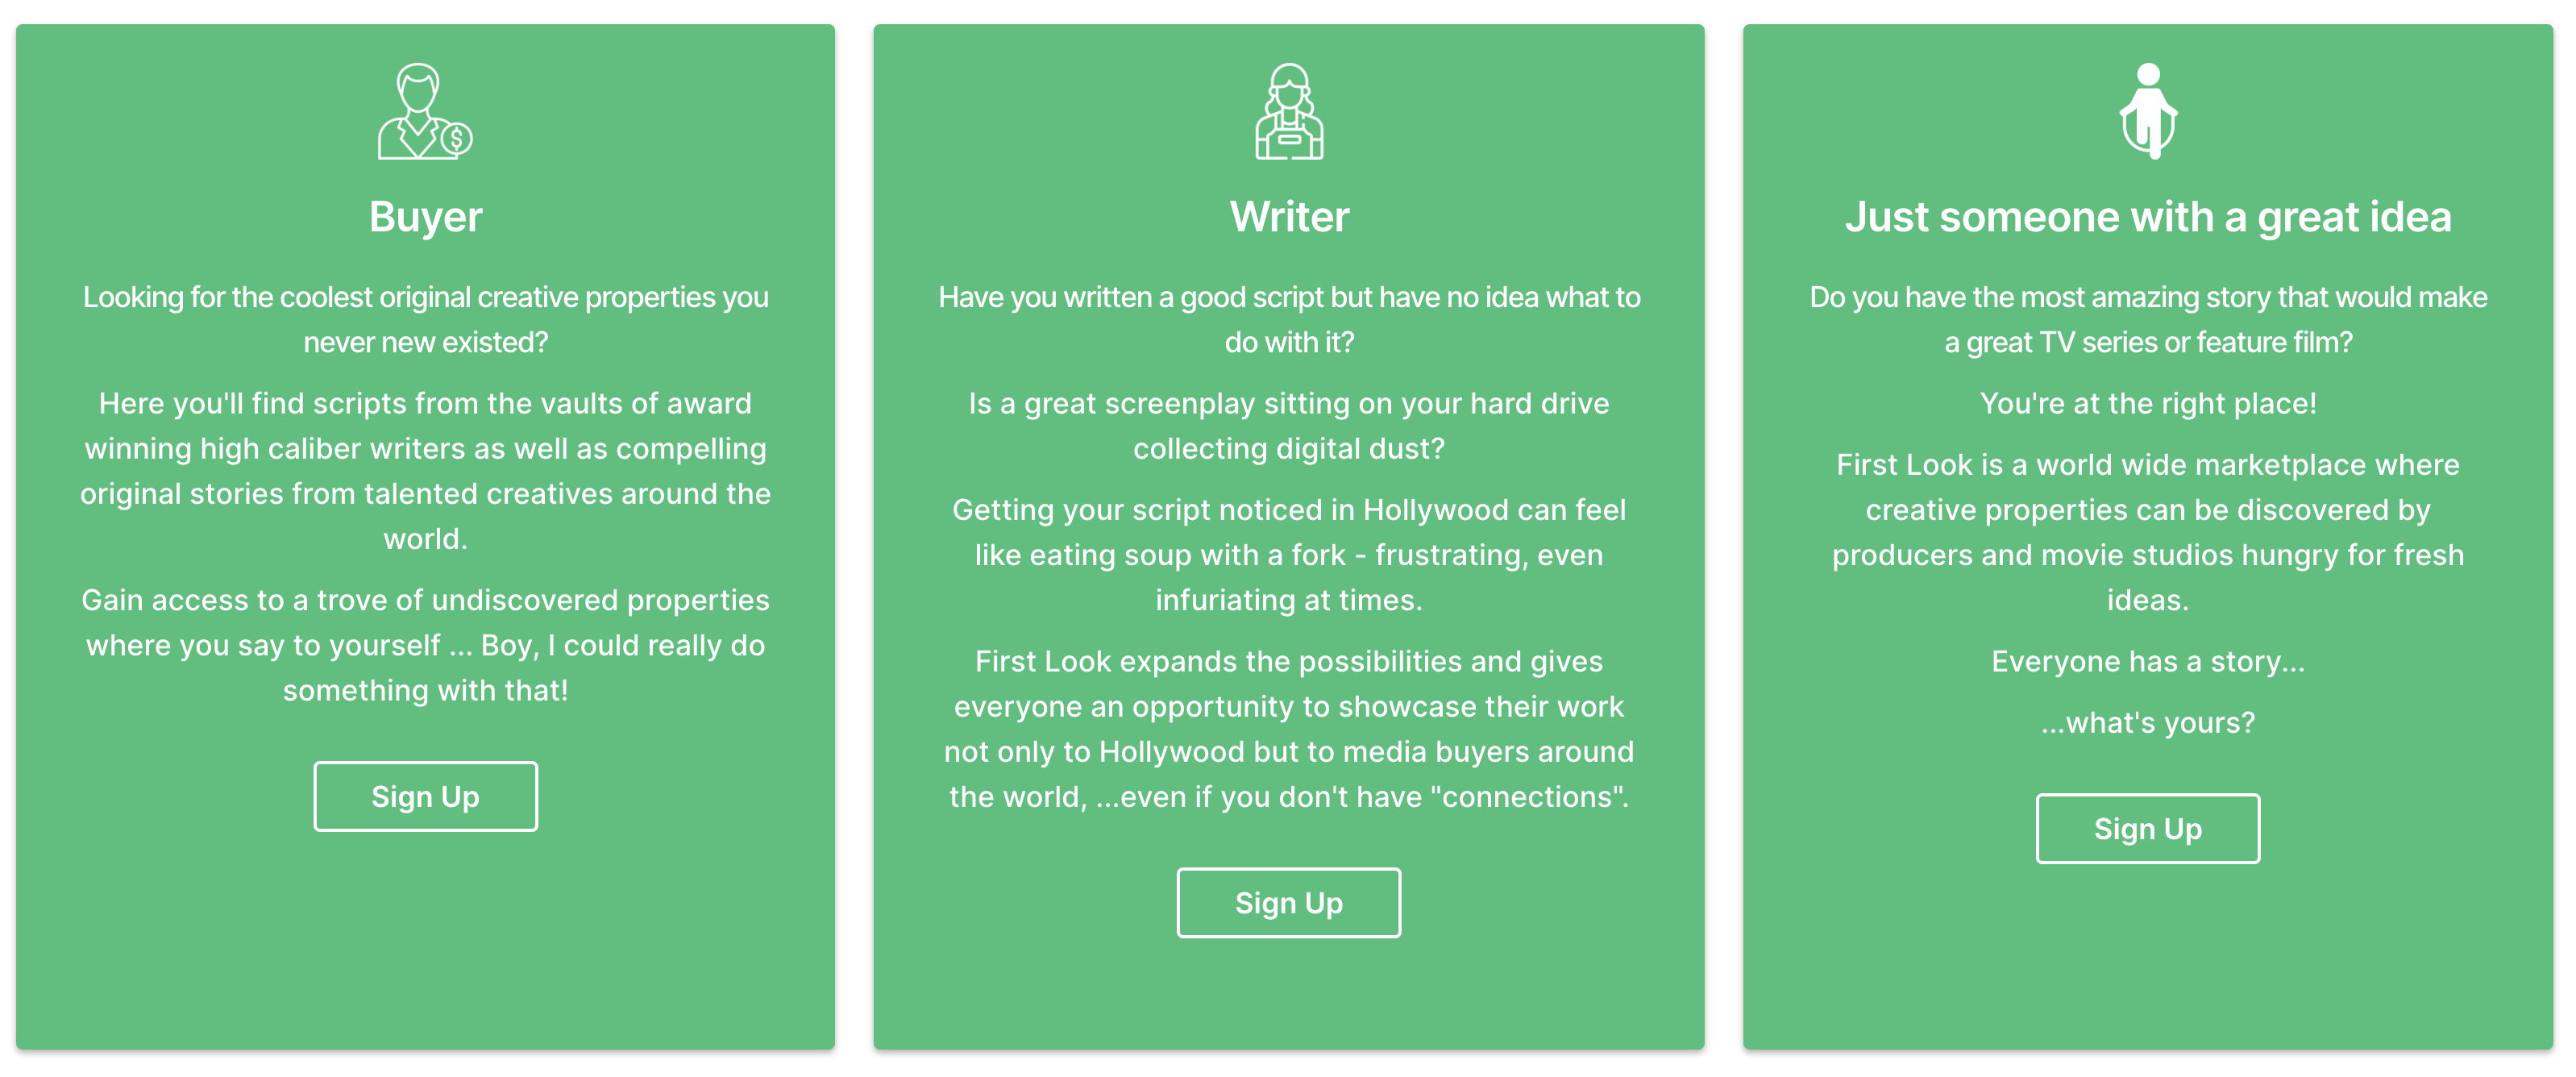 Buyer
Looking for the coolest original creative properties you
never new existed?
Here you'll find scripts from the vaults of award
winning high caliber writers as well as compelling
original stories from talented creatives around the
world.
Gain access to a trove of undiscovered properties
where you say to yourself ... Boy, I could really do
something with that!
Sign Up
Writer
Have you written a good script but have no idea what to
do with it?
Is a great screenplay sitting on your hard drive
collecting digital dust?
Getting your script noticed in Hollywood can feel
like eating soup with a fork - frustrating, even
infuriating at times.
First Look expands the possibilities and gives
everyone an opportunity to showcase their work
not only to Hollywood but to media buyers around
the world, ...even if you don't have "connections".
Sign Up
Just someone with a great idea
Do you have the most amazing story that would make
a great TV series or feature film?
You're at the right place!
First Look is a world wide marketplace where
creative properties can be discovered by
producers and movie studios hungry for fresh
ideas.
Everyone has a story...
...what's yours?
Sign Up